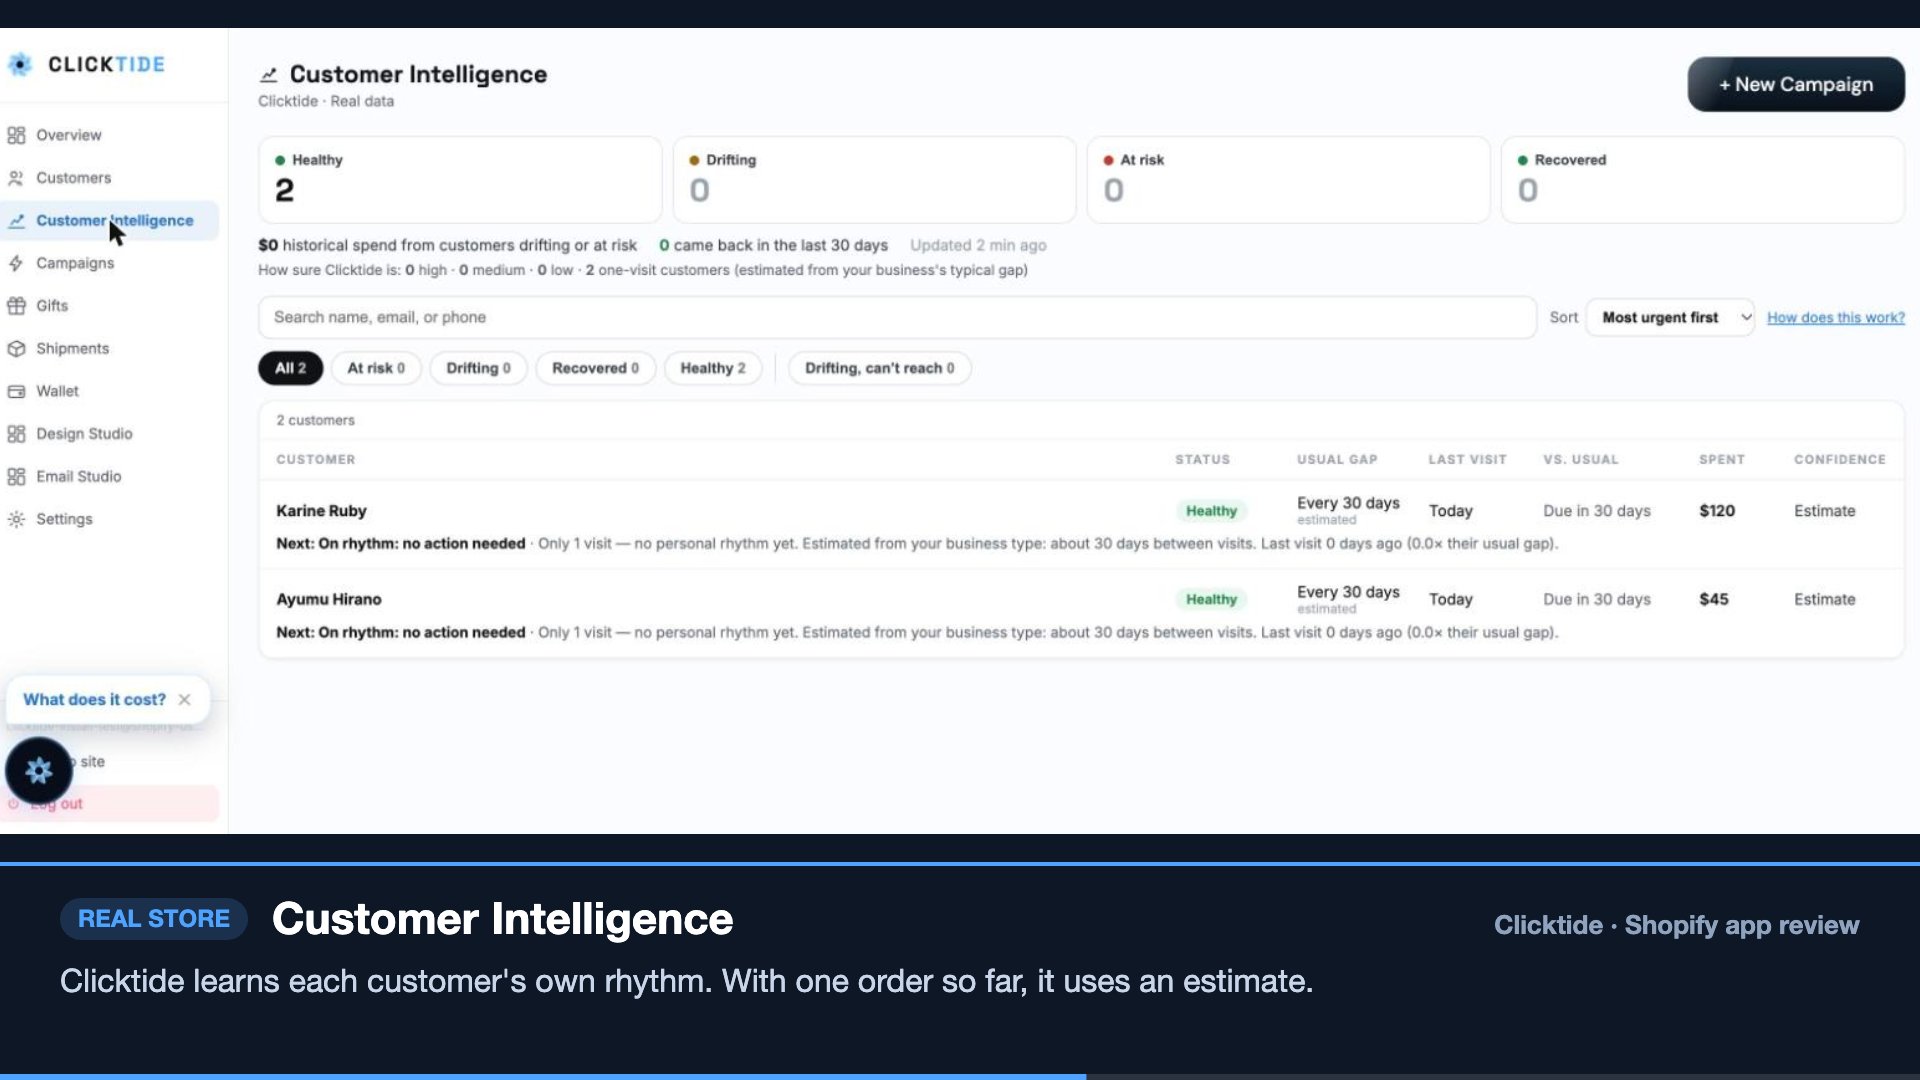 CLICKTIDE
Overview
Customers
Customer Intelligence
Campaigns
Gifts
Shipments
Wallet
Design Studio
Email Studio
Settings
What does it cost?
site
Log out
Customer Intelligence
Clicktide · Real data
+ New Campaign
Healthy
2
Drifting
0
At risk
0
Recovered
0
$0 historical spend from customers drifting or at risk 0 came back in the last 30 days Updated 2 min ago
How sure Clicktide is: 0 high · 0 medium · 0 low · 2 one-visit customers (estimated from your business's typical gap)
Search name, email, or phone
Sort Most urgent first How does this work?
All 2 At risk 0 Drifting 0 Recovered 0 Healthy 2 Drifting, can't reach 0
2 customers
CUSTOMER STATUS USUAL GAP LAST VISIT VS. USUAL SPENT CONFIDENCE
Karine Ruby Healthy Every 30 days Today Due in 30 days $120 Estimate
estimated
Next: On rhythm: no action needed · Only 1 visit — no personal rhythm yet. Estimated from your business type: about 30 days between visits. Last visit 0 days ago (0.0× their usual gap).
Ayumu Hirano Healthy Every 30 days Today Due in 30 days $45 Estimate
estimated
Next: On rhythm: no action needed · Only 1 visit — no personal rhythm yet. Estimated from your business type: about 30 days between visits. Last visit 0 days ago (0.0× their usual gap).
REAL STORE Customer Intelligence
Clicktide · Shopify app review
Clicktide learns each customer's own rhythm. With one order so far, it uses an estimate.